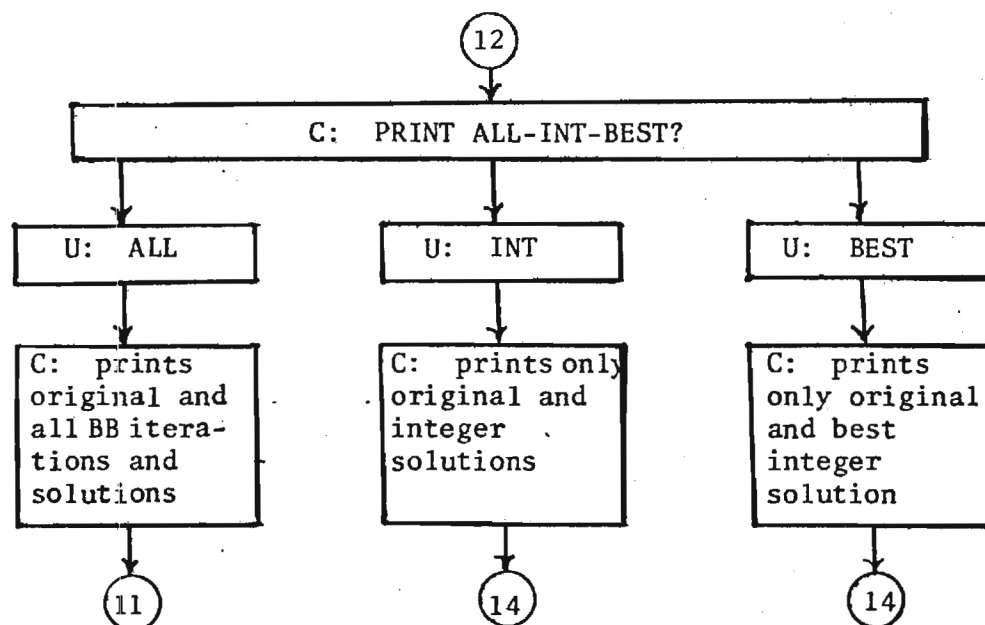 12
C: PRINT ALL-INT-BEST?
U: ALL
U: INT
U: BEST
C: prints
original and
all BB itera-
tions and
solutions
C: prints only
original and
integer
solutions
C: prints
only original
and best
integer
solution
11
14
14